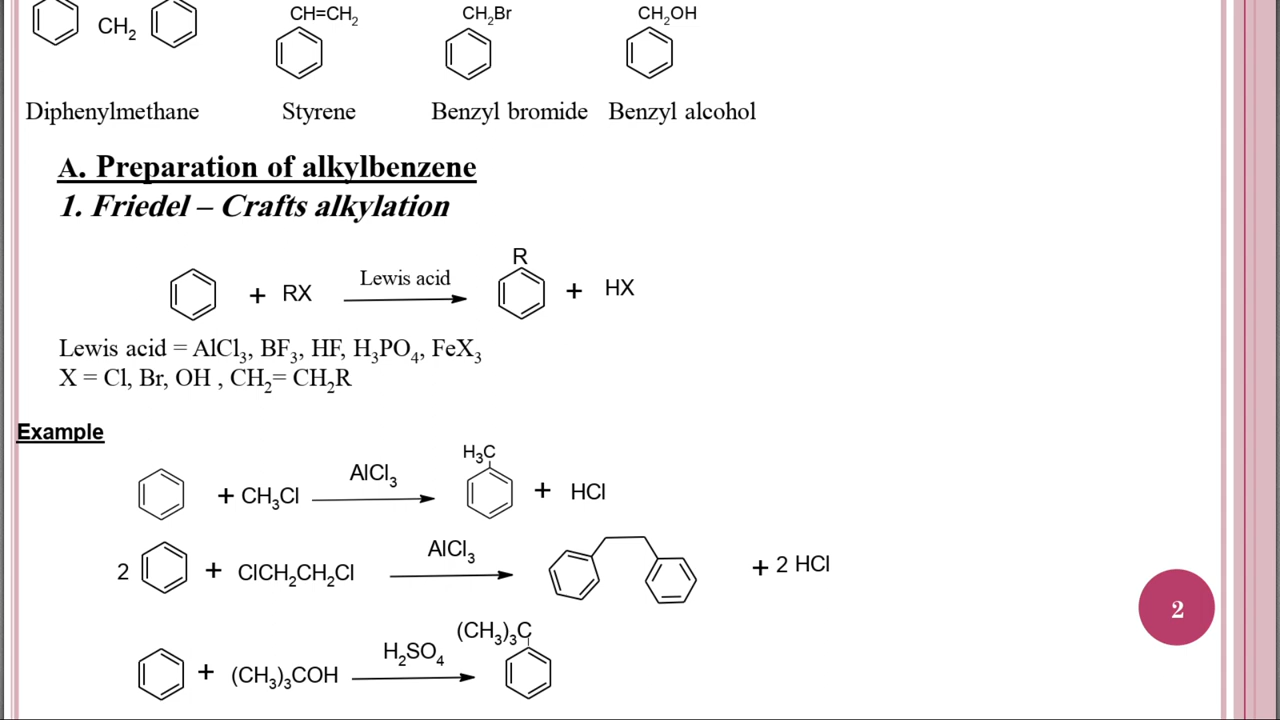 CH₂ CH=CH₂ CH₂Br CH₂OH
Diphenylmethane Styrene Benzyl bromide Benzyl alcohol
A. Preparation of alkylbenzene
1. Friedel – Crafts alkylation
R
+ RX Lewis acid + HX
Lewis acid = AlCl₃, BF₃, HF, H₃PO₄, FeX₃
X = Cl, Br, OH , CH₂= CH₂R
Example
H₃C
+ CH₃Cl AlCl₃ + HCl
2 + ClCH₂CH₂Cl AlCl₃ + 2 HCl
2
(CH₃)₃C
+ (CH₃)₃COH H₂SO₄